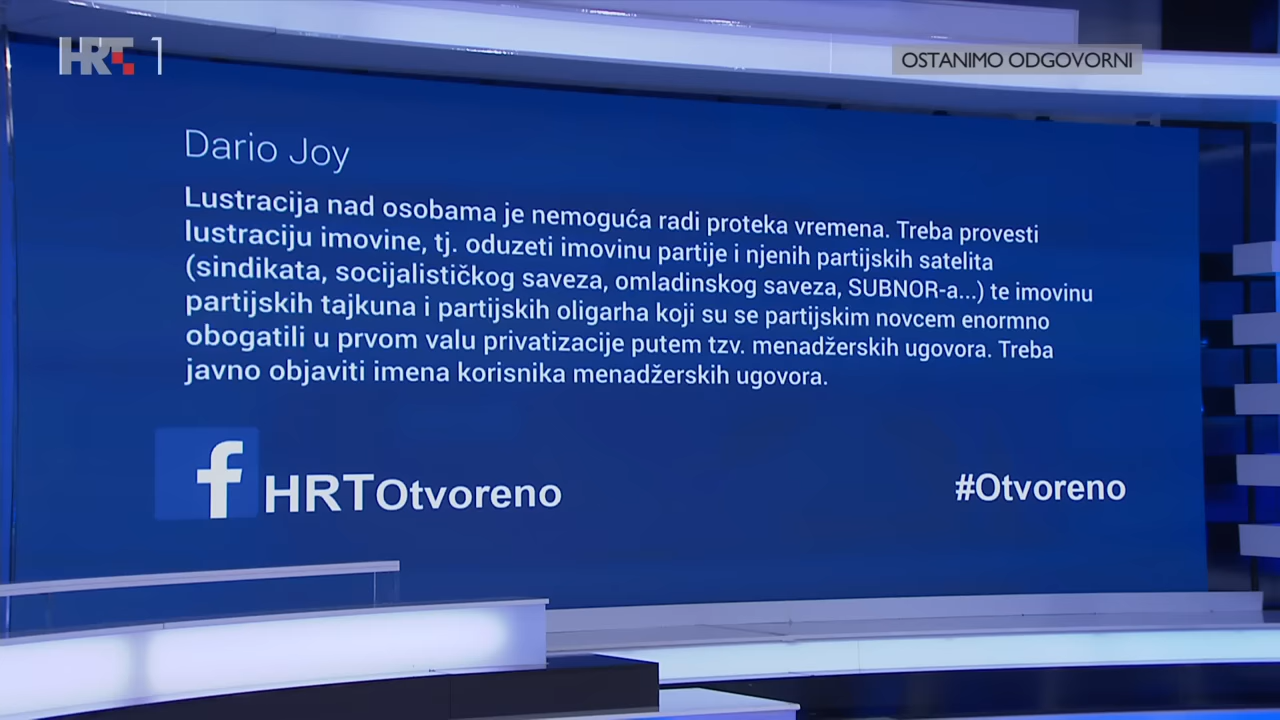 HRT 1
OSTANIMO ODGOVORNI
Dario Joy
Lustracija nad osobama je nemoguća radi proteka vremena. Treba provesti
lustraciju imovine, tj. oduzeti imovinu partije i njenih partijskih satelita
(sindikata, socijalističkog saveza, omladinskog saveza, SUBNOR-a...) te imovinu
partijskih tajkuna i partijskih oligarha koji su se partijskim novcem enormno
obogatili u prvom valu privatizacije putem tzv. menadžerskih ugovora. Treba
javno objaviti imena korisnika menadžerskih ugovora.
f HRTOtvoreno
#Otvoreno